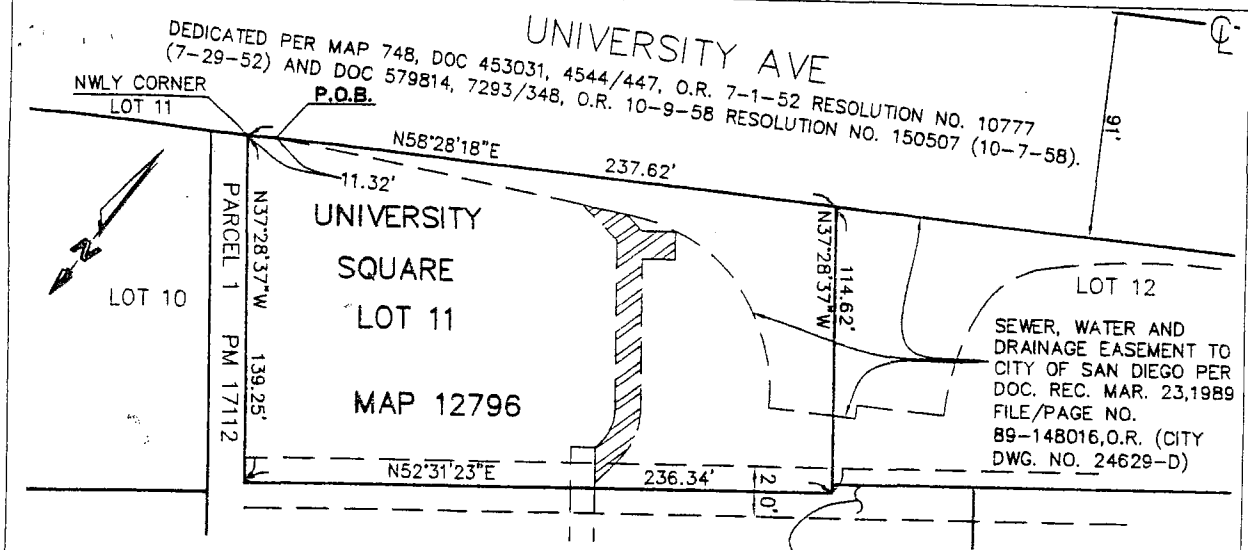 UNIVERSITY AVE
DEDICATED PER MAP 748, DOC 453031, 4544/447, O.R. 7-1-52 RESOLUTION NO. 10777
(7-29-52) AND DOC 579814, 7293/348, O.R. 10-9-58 RESOLUTION NO. 150507 (10-7-58).
CL
91'
NWLY CORNER
LOT 11
P.O.B.
N58°28'18"E
237.62'
11.32'
N
LOT 10
PARCEL 1 PM 17112
N37°28'37"W
139.25'
UNIVERSITY
SQUARE
LOT 11
MAP 12796
N37°28'37"W
114.62'
LOT 12
SEWER, WATER AND
DRAINAGE EASEMENT TO
CITY OF SAN DIEGO PER
DOC. REC. MAR. 23,1989
FILE/PAGE NO.
89-148016,O.R. (CITY
DWG. NO. 24629-D)
N52°31'23"E
236.34'
2.0'